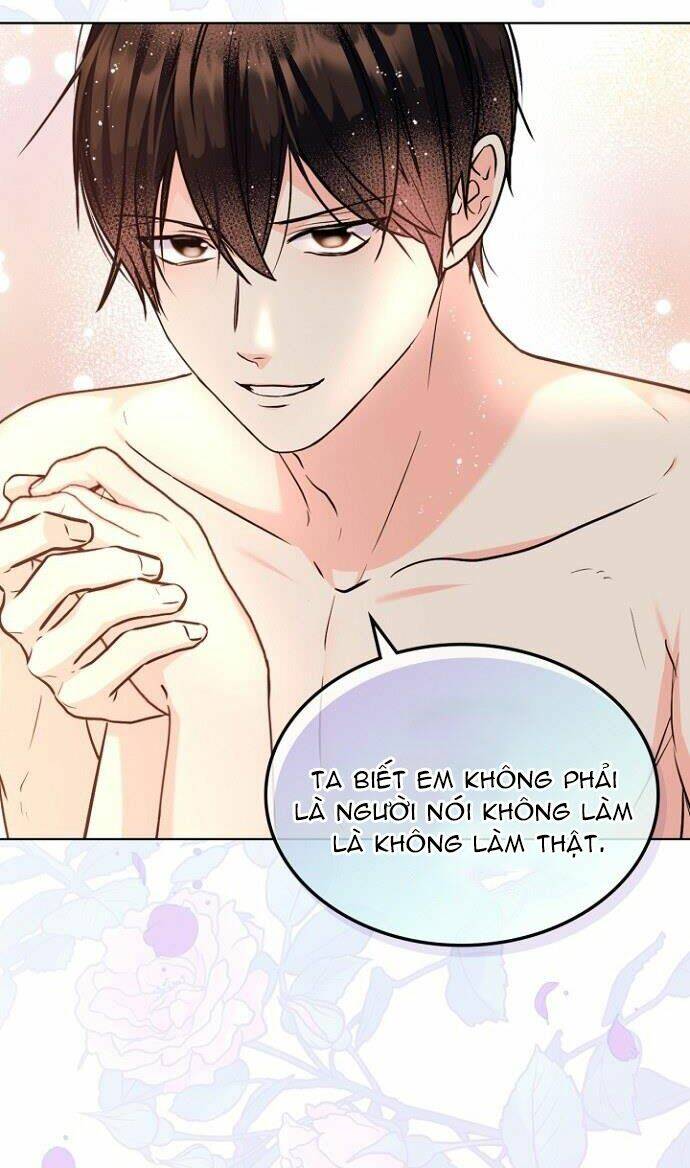 TA BIẾT EM KHÔNG PHẢI
LÀ NGƯỜI NÓI KHÔNG LÀM
LÀ KHÔNG LÀM THẬT.